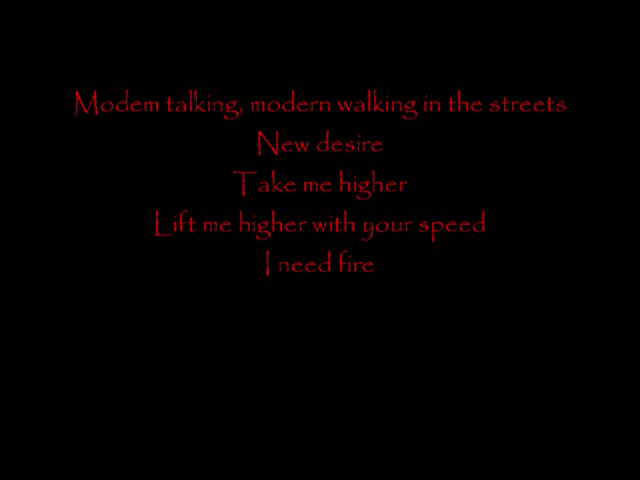 Modem talking, modern walking in the streets
New desire
Take me higher
Lift me higher with your speed
I need fire